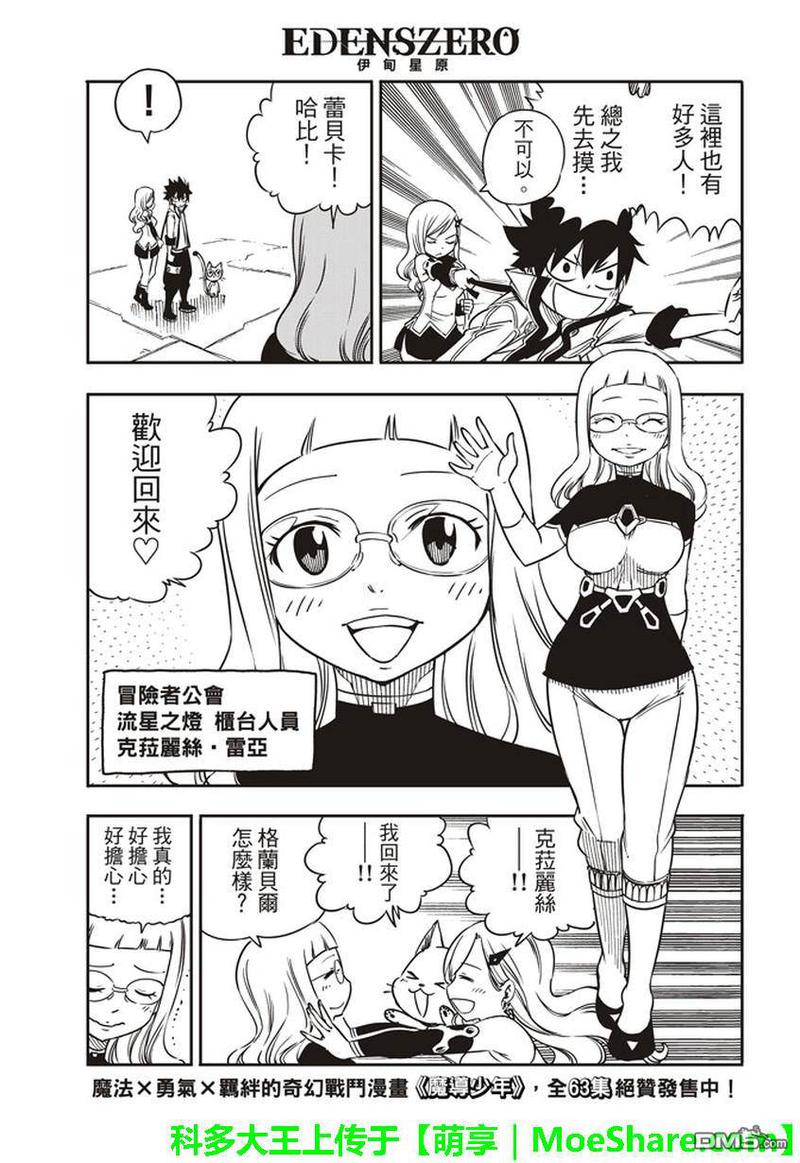 EDENSZERO
伊甸星原
這裡也有
好多人！
總之我
先去摸…
不可以。
蕾貝卡！
哈比！
！
歡迎回來♡
冒險者公會
流星之燈 櫃台人員
克菈麗絲・雷亞
克菈麗絲
——!!
我回來了
——!!
格蘭貝爾
怎麼樣？
我真的…
好擔心
好擔心…
魔法×勇氣×羈絆的奇幻戰鬥漫畫《魔導少年》，全63集絕贊發售中！
科多大王上传于【萌享｜MoeShare.com】